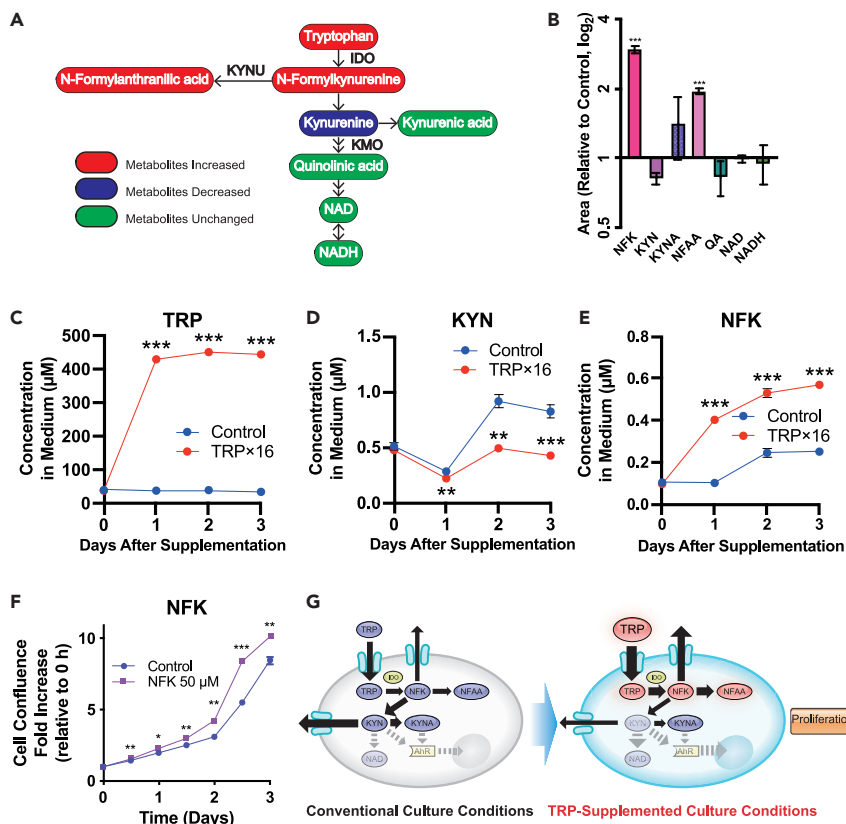 A
Tryptophan
IDO
KYNU
N-Formylanthranillic acid
N-Formylkynurenine
Kynurenine
Kynurenic acid
KMO
Quinolinic acid
NAD
NADH
Metabolites Increased
Metabolites Decreased
Metabolites Unchanged
B
Area (Relative to Control, log2)
4
2
1
0.5
***
***
NFK
KYN
KYNA
NFAA
QA
NAD
NADH
C
TRP
Concentration
in Medium (μM)
500
400
300
200
100
0
***
***
***
Control
TRP×16
0 1 2 3
Days After Supplementation
D
KYN
Concentration
in Medium (μM)
1.5
1.0
0.5
0.0
Control
TRP×16
**
**
***
0 1 2 3
Days After Supplementation
E
NFK
Concentration
in Medium (μM)
0.8
0.6
0.4
0.2
0.0
***
***
***
Control
TRP×16
0 1 2 3
Days After Supplementation
F
NFK
Cell Confluence
Fold Increase
(relative to 0 h)
10
5
0
Control
NFK 50 μM
**
*
**
**
***
**
0 1 2 3
Time (Days)
G
TRP
IDO
TRP
NFK
NFAA
KYN
KYNA
NAD
AhR
Conventional Culture Conditions
TRP
IDO
TRP
NFK
NFAA
KYN
KYNA
NAD
AhR
Proliferation
TRP-Supplemented Culture Conditions